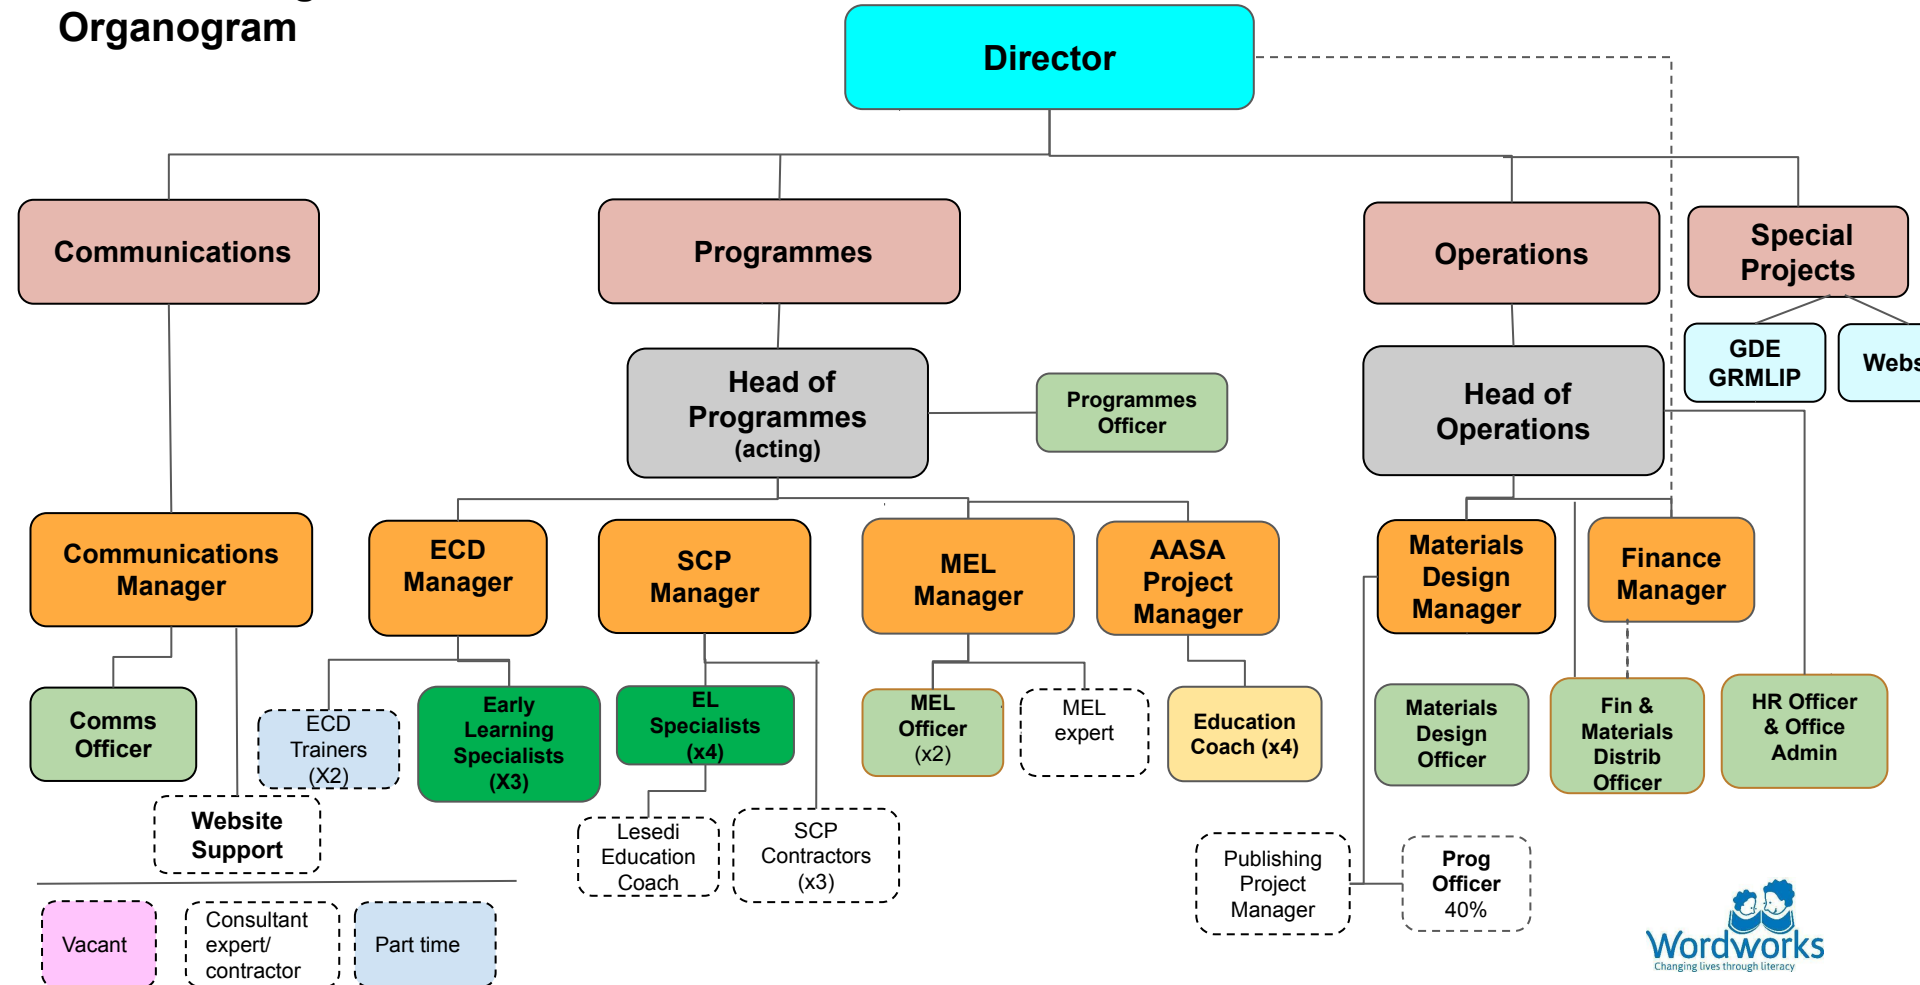 Organogram
Director
Communications
Programmes
Operations
Special
Projects
GDE
GRMLIP
Head of
Programmes
(acting)
Programmes
Officer
Head of
Operations
Communications
Manager
ECD
Manager
SCP
Manager
MEL
Manager
AASA
Project
Manager
Materials
Design
Manager
Finance
Manager
Comms
Officer
ECD
Trainers
(X2)
Early
Learning
Specialists
(X3)
EL
Specialists
(x4)
MEL
Officer
(x2)
MEL
expert
Education
Coach (x4)
Materials
Design
Officer
Fin &
Materials
Distrib
Officer
HR Officer
& Office
Admin
Website
Support
Lesedi
Education
Coach
SCP
Contractors
(x3)
Publishing
Project
Manager
Prog
Officer
40%
Vacant
Consultant
expert/
contractor
Part time
Wordworks
Changing lives through literacy